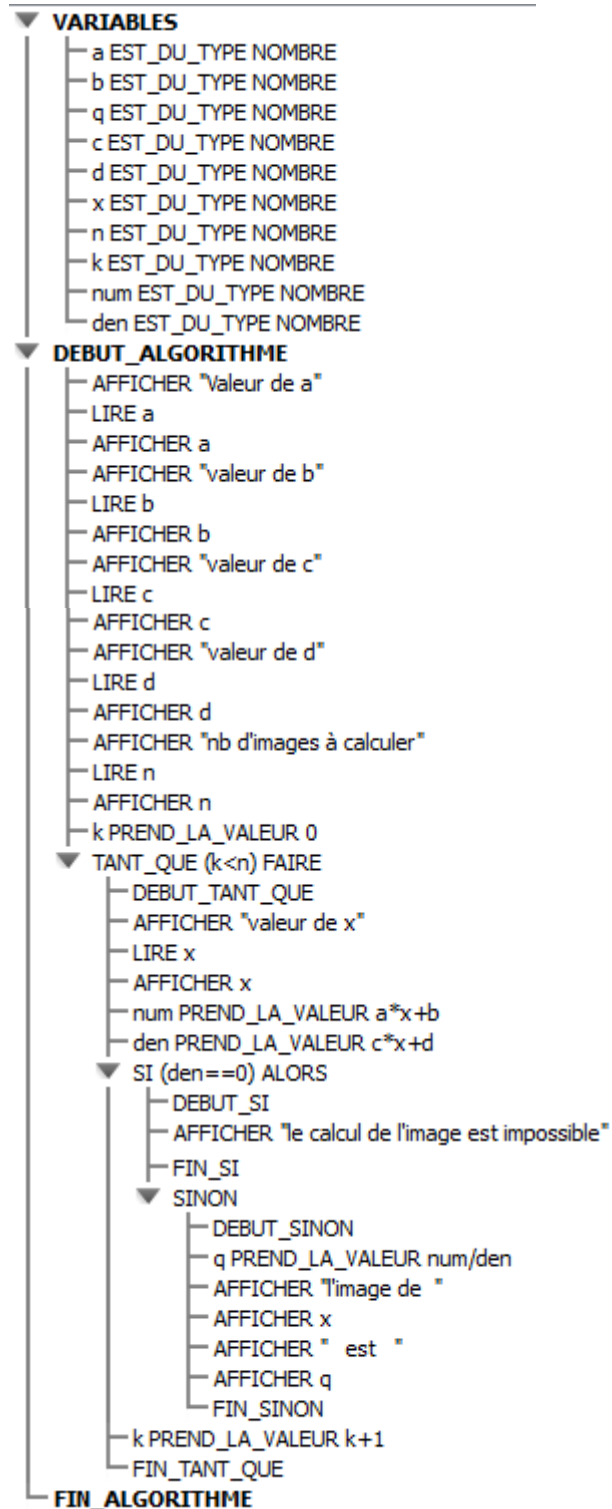 VARIABLES
a EST_DU_TYPE NOMBRE
b EST_DU_TYPE NOMBRE
q EST_DU_TYPE NOMBRE
c EST_DU_TYPE NOMBRE
d EST_DU_TYPE NOMBRE
x EST_DU_TYPE NOMBRE
n EST_DU_TYPE NOMBRE
k EST_DU_TYPE NOMBRE
num EST_DU_TYPE NOMBRE
den EST_DU_TYPE NOMBRE
DEBUT_ALGORITHME
AFFICHER "Valeur de a"
LIRE a
AFFICHER a
AFFICHER "valeur de b"
LIRE b
AFFICHER b
AFFICHER "valeur de c"
LIRE c
AFFICHER c
AFFICHER "valeur de d"
LIRE d
AFFICHER d
AFFICHER "nb d'images à calculer"
LIRE n
AFFICHER n
k PREND_LA_VALEUR 0
TANT_QUE (k<n) FAIRE
DEBUT_TANT_QUE
AFFICHER "valeur de x"
LIRE x
AFFICHER x
num PREND_LA_VALEUR a*x+b
den PREND_LA_VALEUR c*x+d
SI (den==0) ALORS
DEBUT_SI
AFFICHER "le calcul de l'image est impossible"
FIN_SI
SINON
DEBUT_SINON
q PREND_LA_VALEUR num/den
AFFICHER "l'image de "
AFFICHER x
AFFICHER " est "
AFFICHER q
FIN_SINON
k PREND_LA_VALEUR k+1
FIN_TANT_QUE
FIN_ALGORITHME